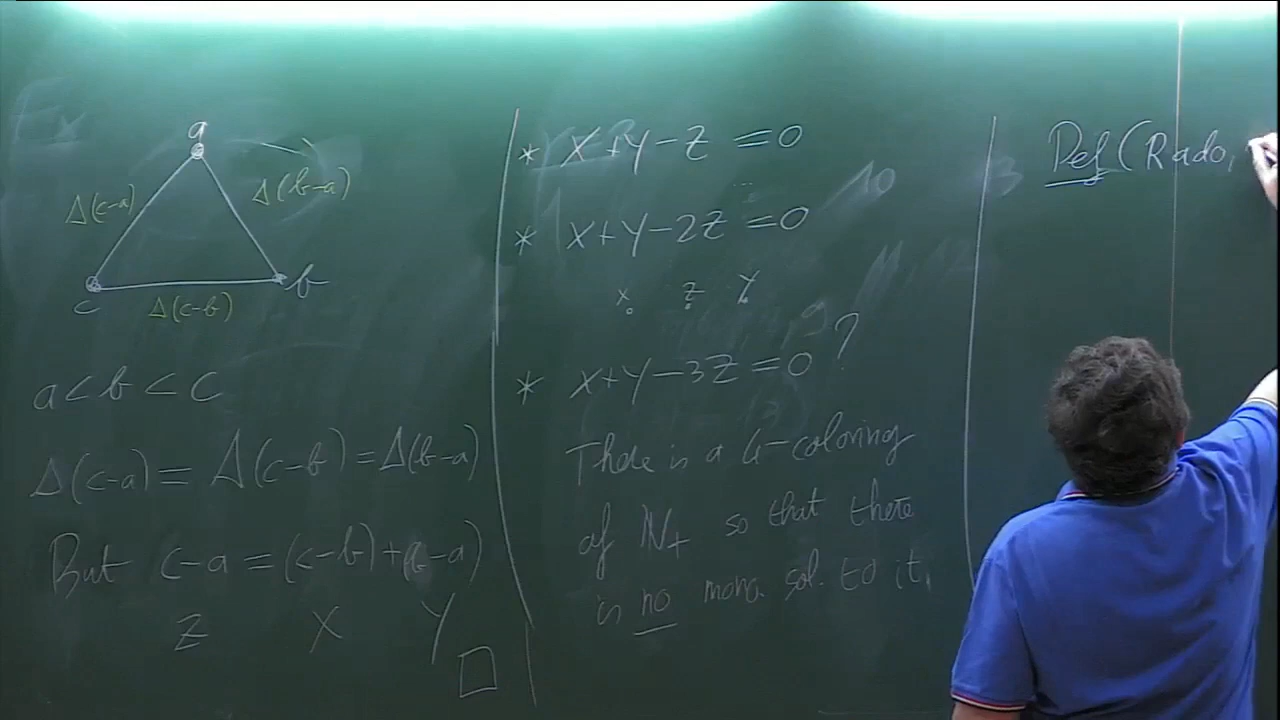 a
Δ(c-a)
Δ(b-a)
c
b
Δ(c-b)
a < b < c
Δ(c-a) = Δ(c-b) = Δ(b-a)
But c-a = (c-b)+(b-a)
Z X Y
* X+Y-Z = 0
* X+Y-2Z = 0
X Z Y
* X+Y-3Z = 0 ?
There is a 4-coloring
of N+ so that there
is no mono. sol. to it.
Def (Rado,